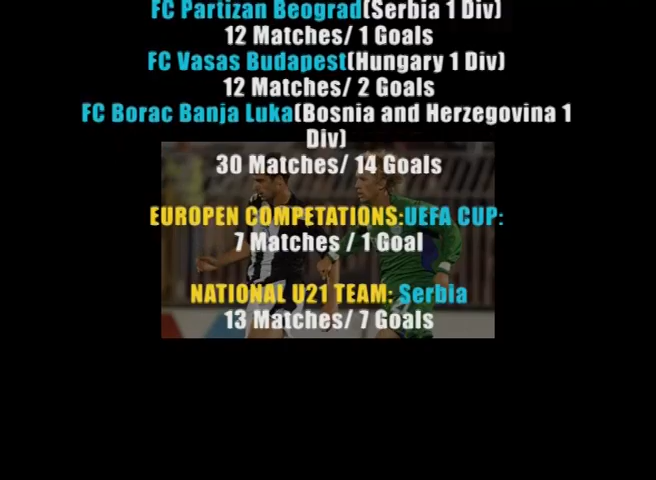 FC Partizan Beograd(Serbia 1 Div)
12 Matches/ 1 Goals
FC Vasas Budapest(Hungary 1 Div)
12 Matches/ 2 Goals
FC Borac Banja Luka(Bosnia and Herzegovina 1
Div)
30 Matches/ 14 Goals
EUROPEN COMPETATIONS:UEFA CUP:
7 Matches / 1 Goal
NATIONAL U21 TEAM: Serbia
13 Matches/ 7 Goals